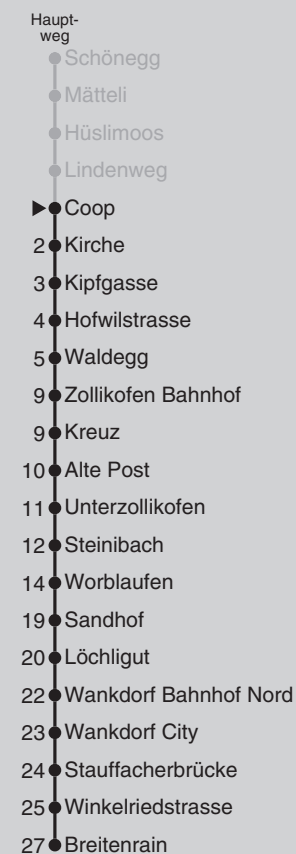 Haupt-
weg
Schönegg
Mätteli
Hüslimoos
Lindenweg
Coop
2 Kirche
3 Kipfgasse
4 Hofwilstrasse
5 Waldegg
9 Zollikofen Bahnhof
9 Kreuz
10 Alte Post
11 Unterzollikofen
12 Steinibach
14 Worblaufen
19 Sandhof
20 Löchligut
22 Wankdorf Bahnhof Nord
23 Wankdorf City
24 Stauffacherbrücke
25 Winkelriedstrasse
27 Breitenrain